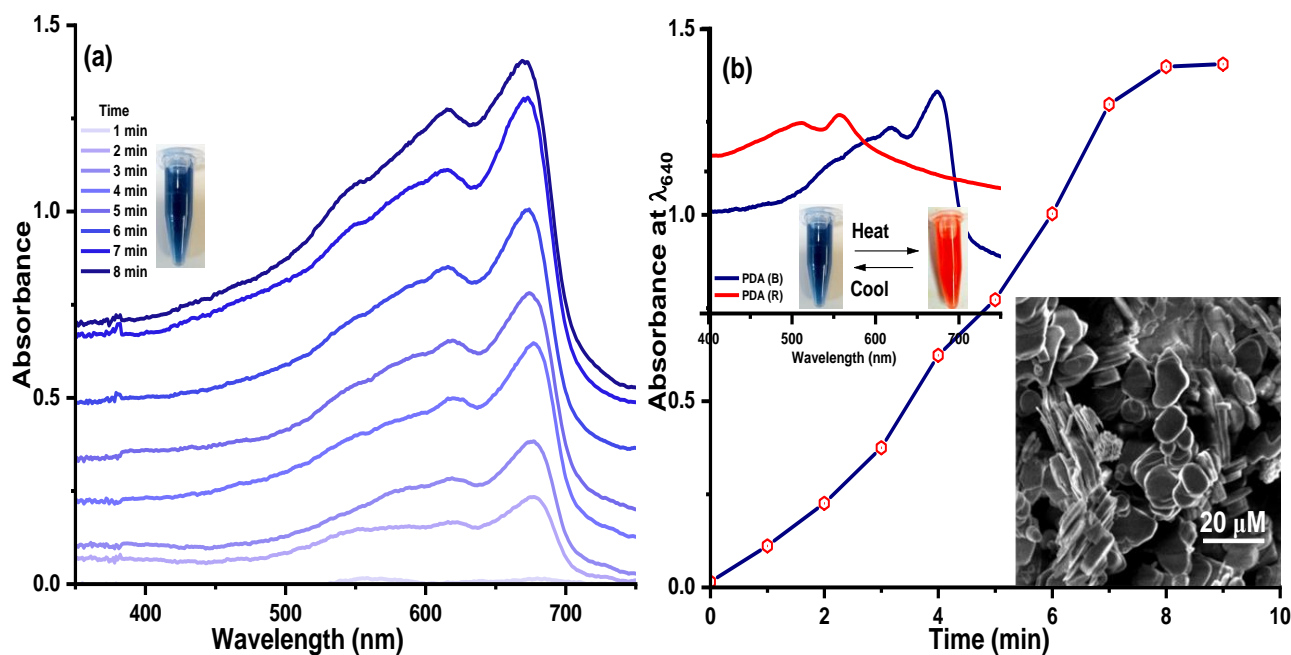 (a)
Time
1 min
2 min
3 min
4 min
5 min
6 min
7 min
8 min
Absorbance
0.0
0.5
1.0
1.5
400
500
600
700
Wavelength (nm)
(b)
Absorbance at λ640
0.0
0.5
1.0
1.5
Heat
Cool
PDA (B)
PDA (R)
400
500
600
700
Wavelength (nm)
20 μM
0
2
4
6
8
10
Time (min)